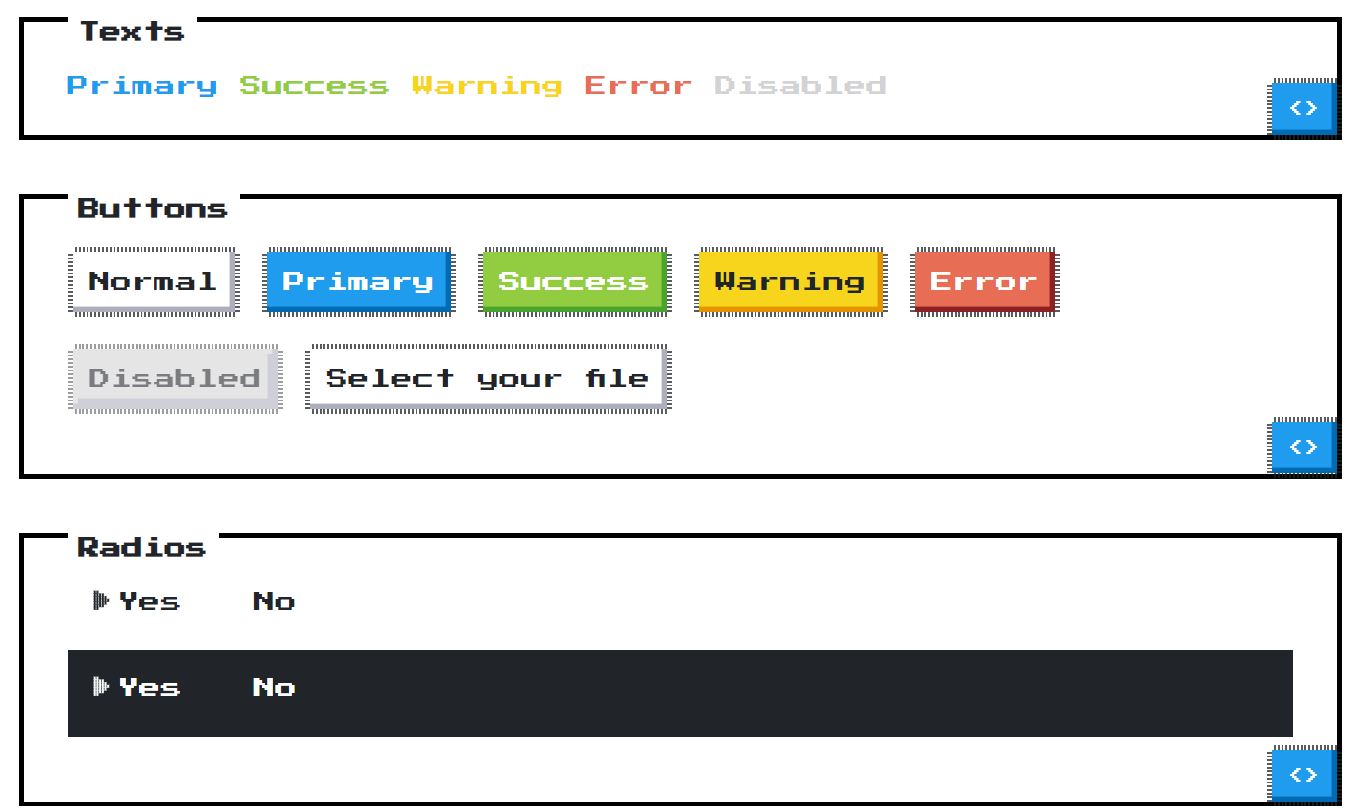 Texts
Primary Success Warning Error Disabled
<>
Buttons
Normal Primary Success Warning Error
Disabled Select your file
<>
Radios
Yes No
Yes No
<>